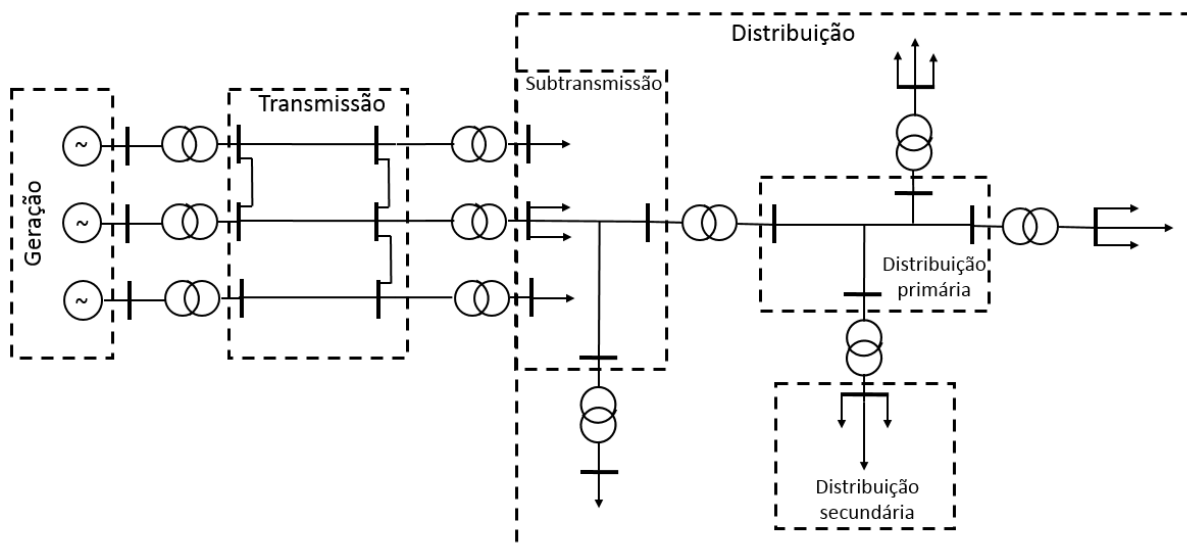 Distribuição
Subtransmissão
Transmissão
Geração
~
~
~
Distribuição
primária
Distribuição
secundária